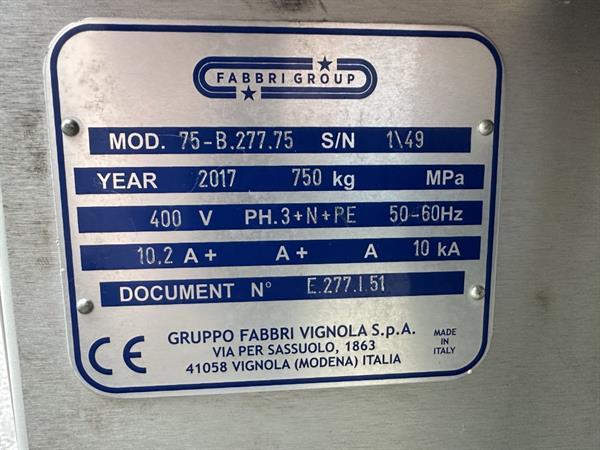 FABBRI GROUP
MOD. 75-B.277.75 S/N 1\49
YEAR 2017 750 kg MPa
400 V PH.3+N+PE 50-60Hz
10.2 A+ A+ A 10 kA
DOCUMENT N° E.277.I.51
CE
GRUPPO FABBRI VIGNOLA S.p.A.
VIA PER SASSUOLO, 1863
41058 VIGNOLA (MODENA) ITALIA
MADE
IN
ITALY